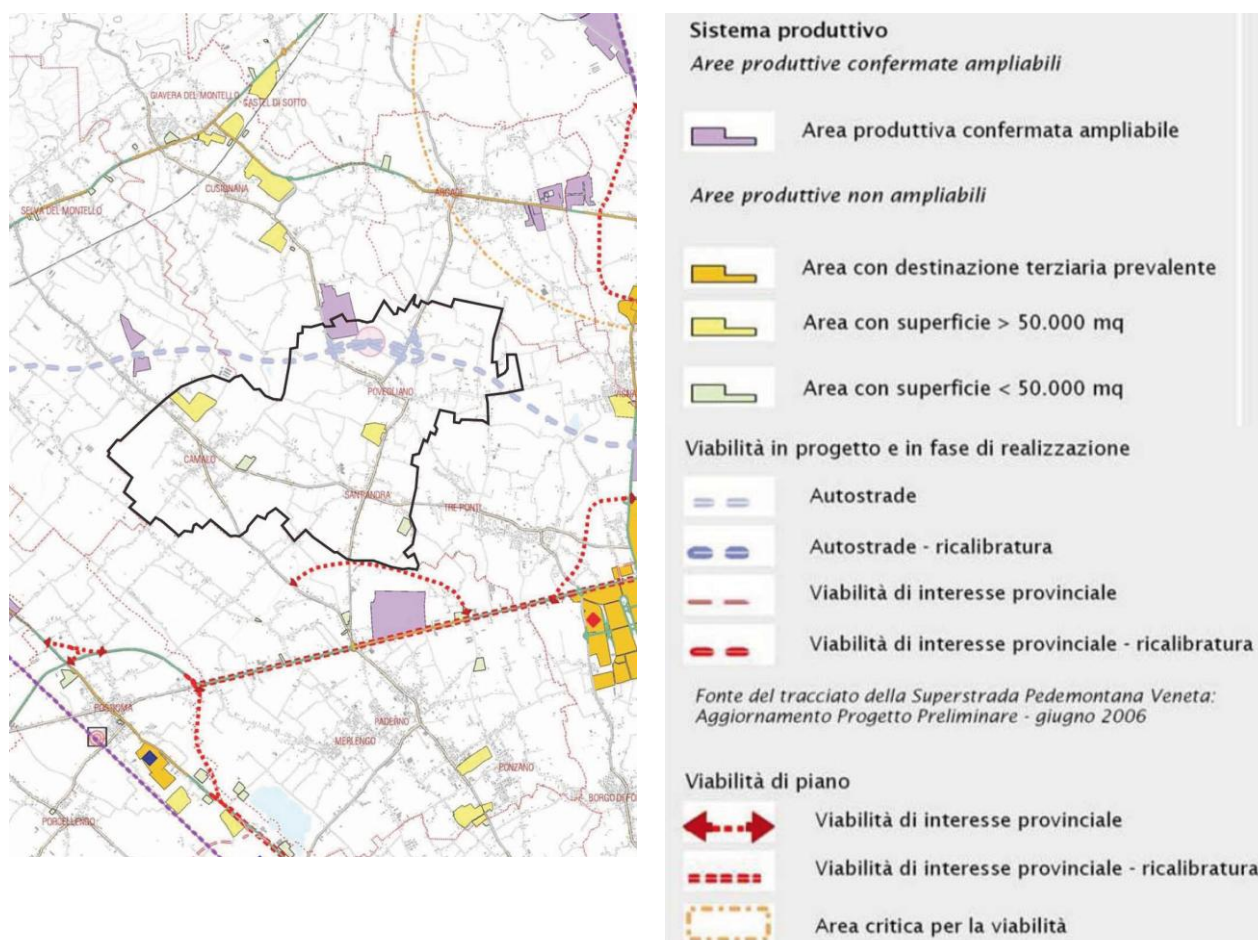 GIAVERA DEL MONTELLO
CASTEL DI SOTTO
CUSIGNANA
SELVA DEL MONTELLO
ARCADE
POVEGLIANO
CAMALO
SANTANDRA
TRE PONTI
POSTIOMA
PADERNO
MERLENGO
PONZANO
PORCELLENGO
Sistema produttivo
Aree produttive confermate ampliabili
Area produttiva confermata ampliabile
Aree produttive non ampliabili
Area con destinazione terziaria prevalente
Area con superficie > 50.000 mq
Area con superficie < 50.000 mq
Viabilità in progetto e in fase di realizzazione
Autostrade
Autostrade - ricalibratura
Viabilità di interesse provinciale
Viabilità di interesse provinciale - ricalibratura
Fonte del tracciato della Superstrada Pedemontana Veneta:
Aggiornamento Progetto Preliminare - giugno 2006
Viabilità di piano
Viabilità di interesse provinciale
Viabilità di interesse provinciale - ricalibratura
Area critica per la viabilità